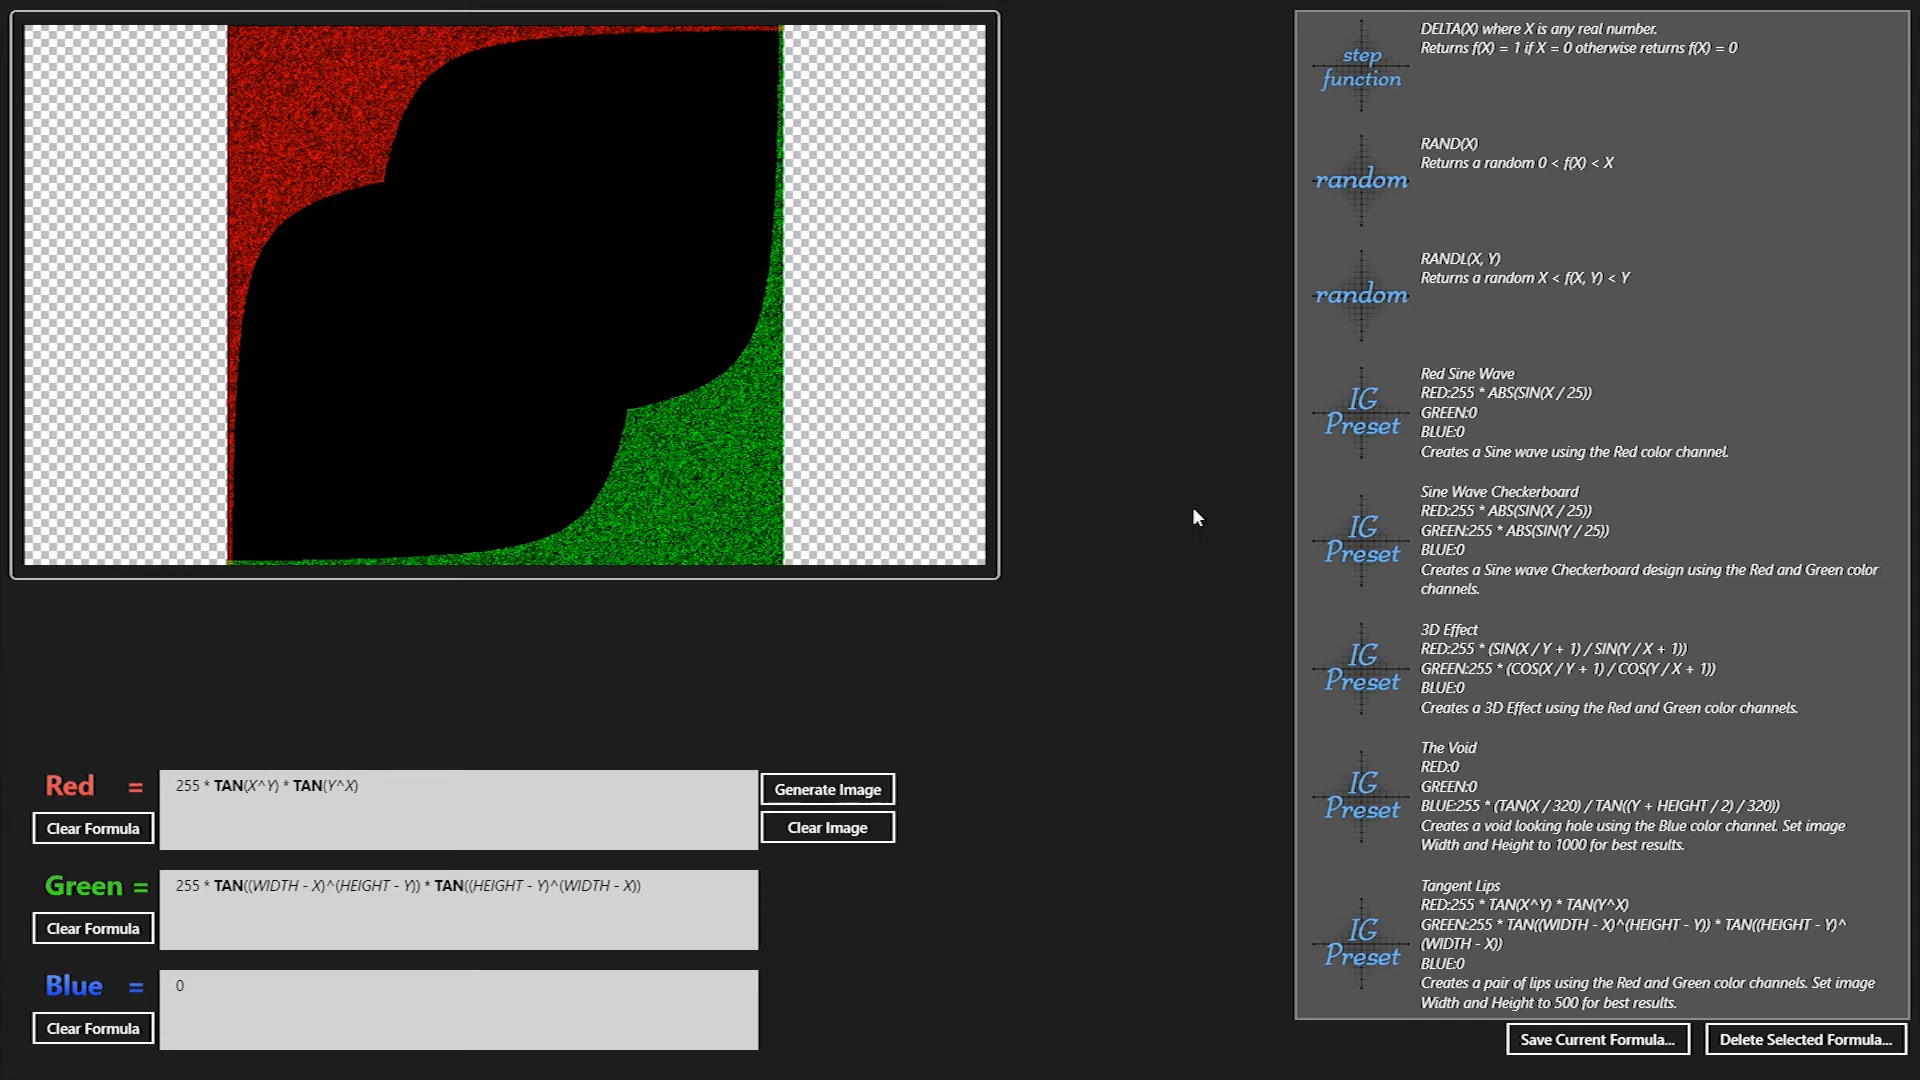 step
function
DELTA(X) where X is any real number.
Returns f(X) = 1 if X = 0 otherwise returns f(X) = 0
random
RAND(X)
Returns a random 0 < f(X) < X
random
RANDL(X, Y)
Returns a random X < f(X, Y) < Y
IG
Preset
Red Sine Wave
RED:255 * ABS(SIN(X / 25))
GREEN:0
BLUE:0
Creates a Sine wave using the Red color channel.
IG
Preset
Sine Wave Checkerboard
RED:255 * ABS(SIN(X / 25))
GREEN:255 * ABS(SIN(Y / 25))
BLUE:0
Creates a Sine wave Checkerboard design using the Red and Green color
channels.
IG
Preset
3D Effect
RED:255 * (SIN(X / Y + 1) / SIN(Y / X + 1))
GREEN:255 * (COS(X / Y + 1) / COS(Y / X + 1))
BLUE:0
Creates a 3D Effect using the Red and Green color channels.
IG
Preset
The Void
RED:0
GREEN:0
BLUE:255 * (TAN(X / 320) / TAN((Y + HEIGHT / 2) / 320))
Creates a void looking hole using the Blue color channel. Set image
Width and Height to 1000 for best results.
IG
Preset
Tangent Lips
RED:255 * TAN(X^Y) * TAN(Y^X)
GREEN:255 * TAN((WIDTH - X)^(HEIGHT - Y)) * TAN((HEIGHT - Y)^
(WIDTH - X))
BLUE:0
Creates a pair of lips using the Red and Green color channels. Set image
Width and Height to 500 for best results.
Red =
255 * TAN(X^Y) * TAN(Y^X)
Clear Formula
Generate Image
Clear Image
Green =
255 * TAN((WIDTH - X)^(HEIGHT - Y)) * TAN((HEIGHT - Y)^(WIDTH - X))
Clear Formula
Blue =
0
Clear Formula
Save Current Formula...
Delete Selected Formula...